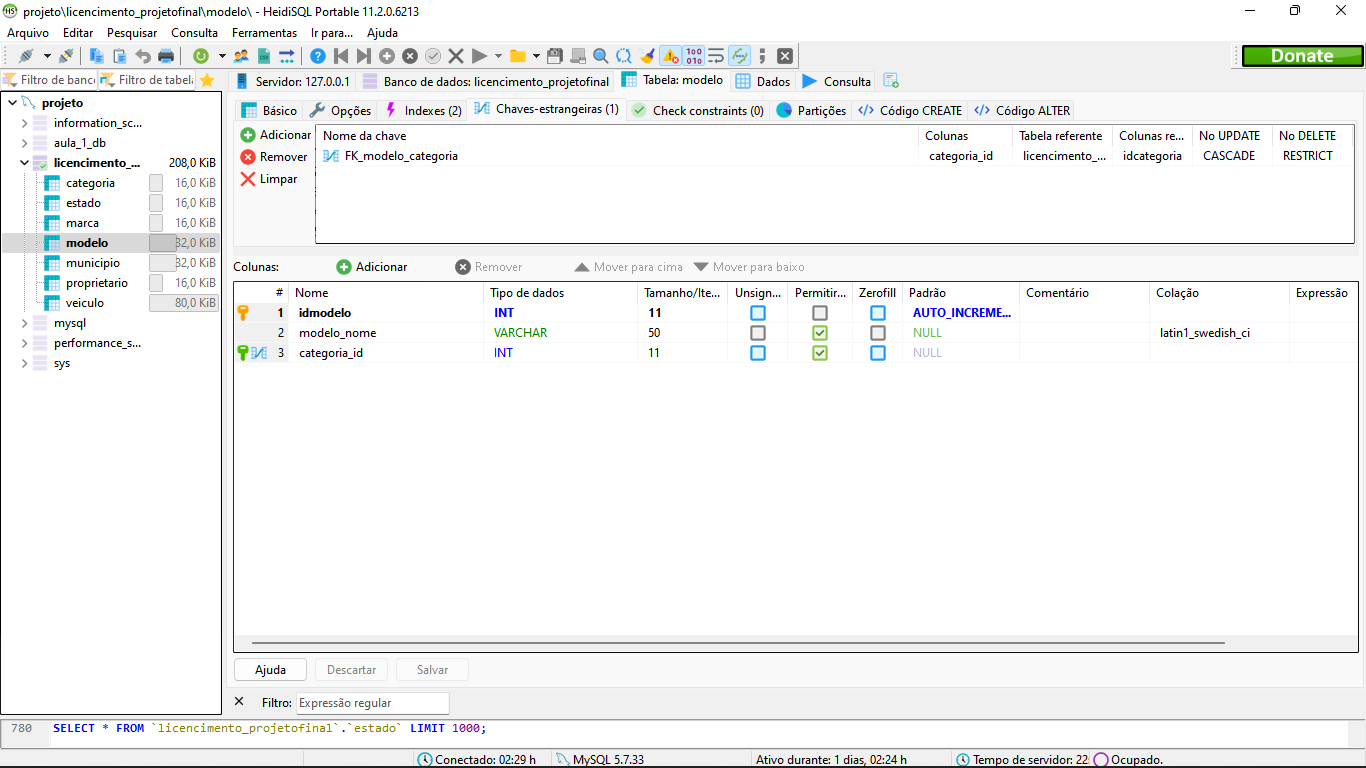 projeto\licencimento_projetofinal\modelo\ - HeidiSQL Portable 11.2.0.6213
Arquivo Editar Pesquisar Consulta Ferramentas Ir para... Ajuda
Donate
Filtro de banc Filtro de tabela Servidor: 127.0.0.1 Banco de dados: licencimento_projetofinal Tabela: modelo Dados Consulta
projeto
information_sc...
aula_1_db
licencimento_... 208,0 KiB
categoria 16,0 KiB
estado 16,0 KiB
marca 16,0 KiB
modelo 32,0 KiB
municipio 32,0 KiB
proprietario 16,0 KiB
veiculo 80,0 KiB
mysql
performance_s...
sys
Básico Opções Indexes (2) Chaves-estrangeiras (1) Check constraints (0) Partições Código CREATE Código ALTER
Adicionar
Remover
Limpar
Nome da chave Colunas Tabela referente Colunas re... No UPDATE No DELETE
FK_modelo_categoria categoria_id licencimento_... idcategoria CASCADE RESTRICT
Colunas: Adicionar Remover Mover para cima Mover para baixo
# Nome Tipo de dados Tamanho/Ite... Unsign... Permitir... Zerofill Padrão Comentário Colação Expressão
1 idmodelo INT 11 AUTO_INCREME...
2 modelo_nome VARCHAR 50 NULL latin1_swedish_ci
3 categoria_id INT 11 NULL
Ajuda Descartar Salvar
Filtro: Expressão regular
780 SELECT * FROM `licencimento_projetofinal`.`estado` LIMIT 1000;
Conectado: 02:29 h MySQL 5.7.33 Ativo durante: 1 dias, 02:24 h Tempo de servidor: 22 Ocupado.